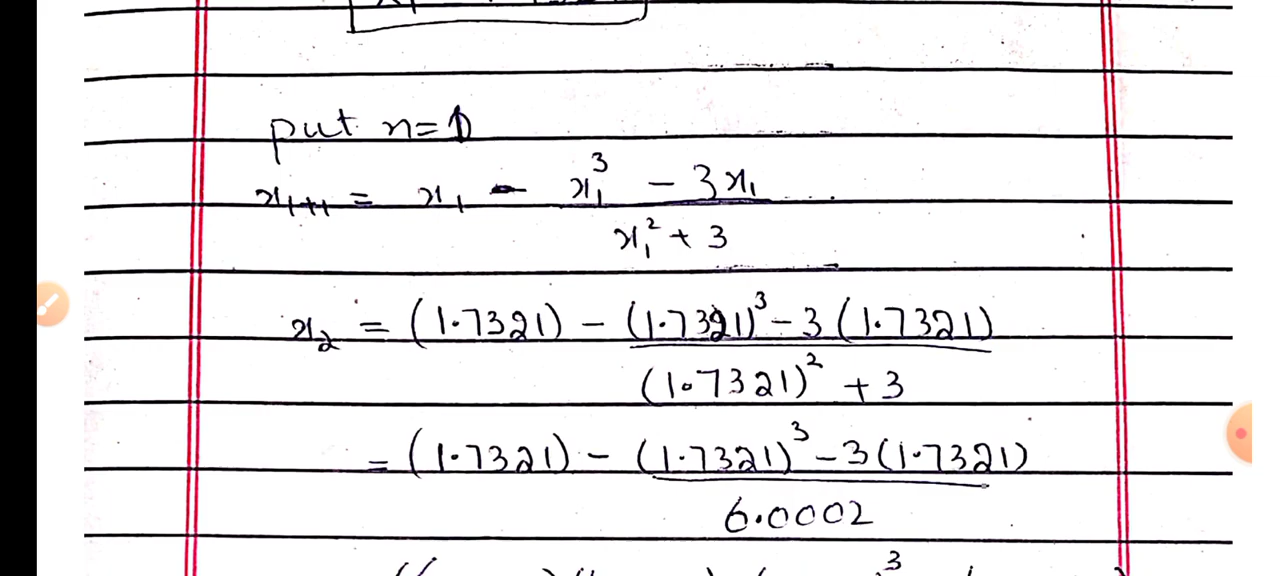 put n=1
x₁₊₁ = x₁ - (x₁³ - 3x₁) / (x₁² + 3)
x₂ = (1.7321) - ((1.7321)³ - 3(1.7321)) / ((1.7321)² + 3)
= (1.7321) - ((1.7321)³ - 3(1.7321)) / 6.0002